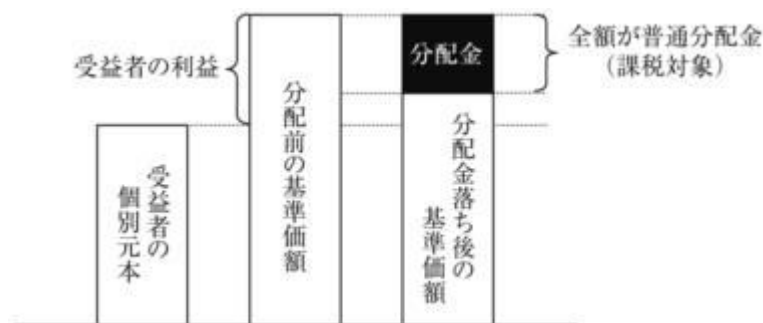 受益者の利益
受益者の
個別元本
分配前の基準価額
分配金
分配金落ち後の
基準価額
全額が普通分配金
（課税対象）